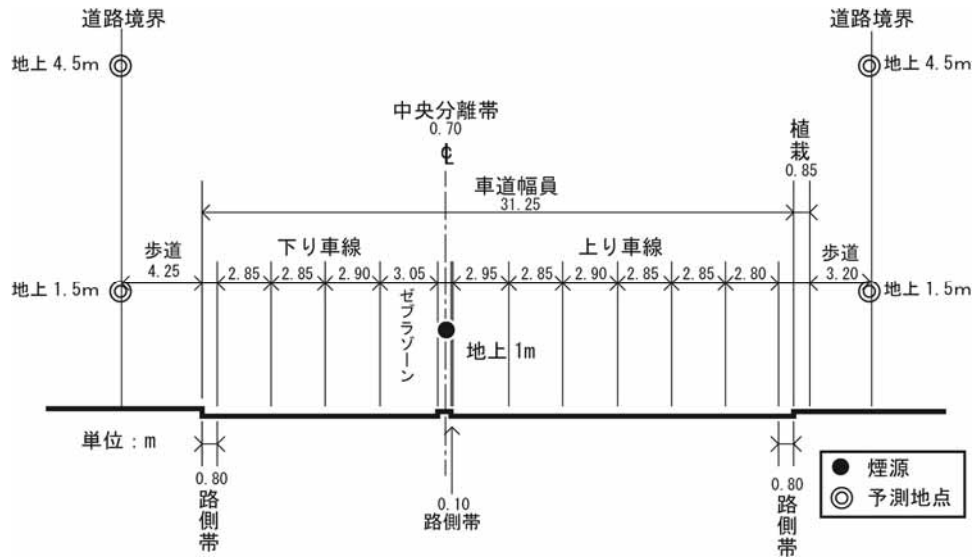 道路境界
道路境界
地上 4.5m
地上 4.5m
中央分離帯
0.70
℄
植栽
0.85
車道幅員
31.25
歩道
4.25
下り車線
上り車線
歩道
3.20
2.85
2.85
2.90
3.05
2.95
2.85
2.90
2.85
2.85
2.80
地上 1.5m
地上 1.5m
ゼブラゾーン
地上 1m
単位：m
0.80
路側帯
0.10
路側帯
0.80
路側帯
煙源
予測地点